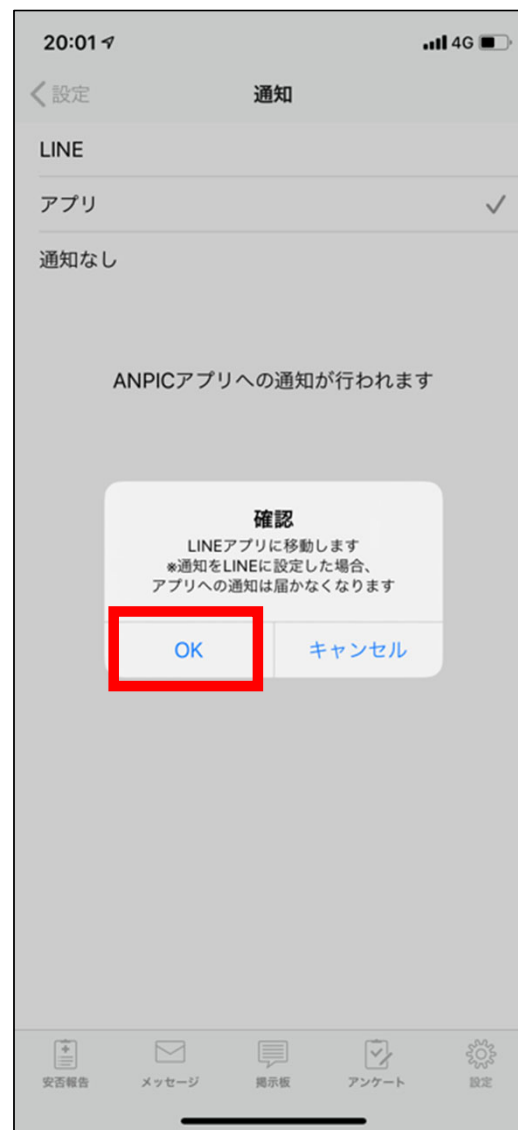 20:01 4G
設定 通知
LINE
アプリ
通知なし
ANPICアプリへの通知が行われます
確認
LINEアプリに移動します
※通知をLINEに設定した場合、
アプリへの通知は届かなくなります
OK キャンセル
安否報告 メッセージ 掲示板 アンケート 設定